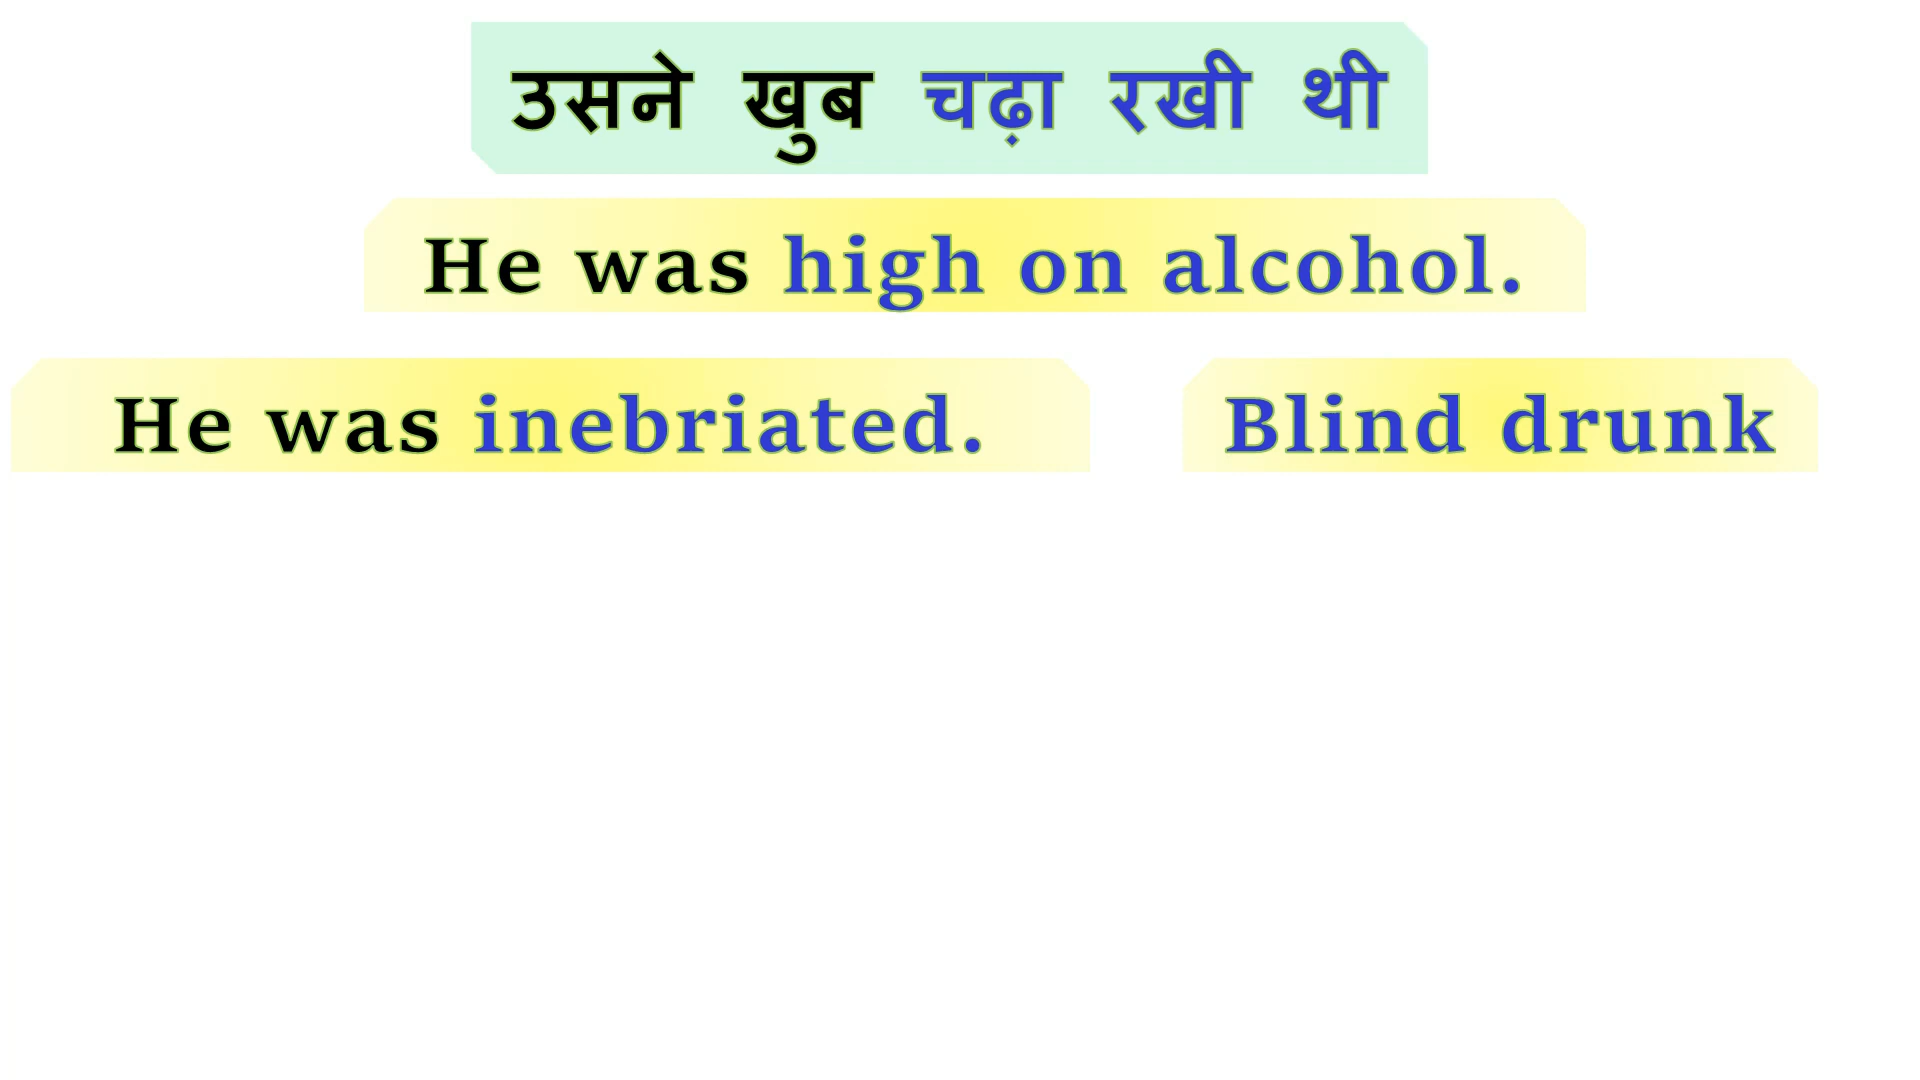 उसने खुब चढ़ा रखी थी
He was high on alcohol.
He was inebriated.
Blind drunk